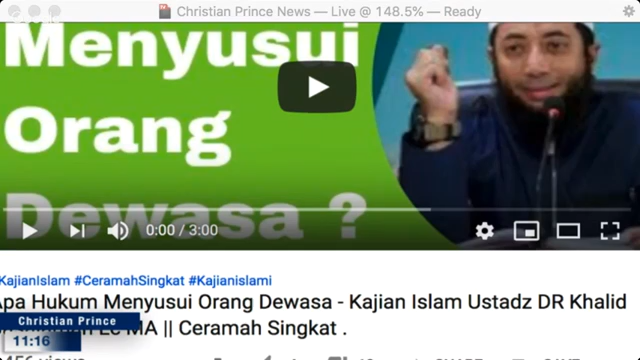 Christian Prince News — Live @ 148.5% — Ready
Menyusui
Orang
Dewasa ?
0:00 / 3:00
KajianIslam #CeramahSingkat #Kajianislami
Apa Hukum Menyusui Orang Dewasa - Kajian Islam Ustadz DR Khalid
MA || Ceramah Singkat .
Christian Prince
11:16